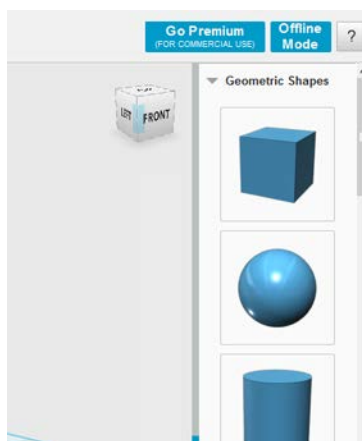 Go Premium
(FOR COMMERCIAL USE)
Offline
Mode
?
Geometric Shapes
LEFT
FRONT